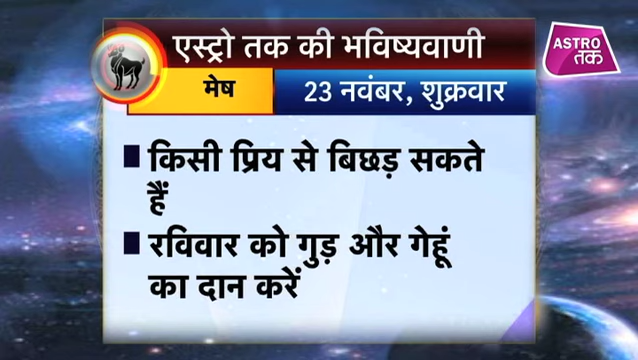 एस्ट्रो तक की भविष्यवाणी
ASTRO
तक
मेष
23 नवंबर, शुक्रवार
किसी प्रिय से बिछड़ सकते
हैं
रविवार को गुड़ और गेहूं
का दान करें